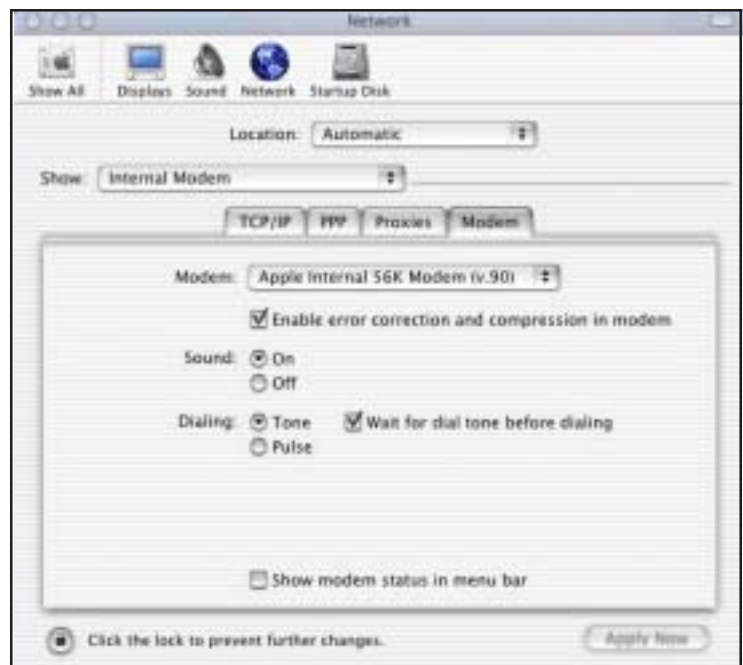 Network
Show All Displays Sound Network Startup Disk
Location: Automatic
Show: Internal Modem
TCP/IP PPP Proxies Modem
Modem: Apple Internal 56K Modem (v.90)
Enable error correction and compression in modem
Sound: On
Off
Dialing: Tone Wait for dial tone before dialing
Pulse
Show modem status in menu bar
Click the lock to prevent further changes. Apply Now